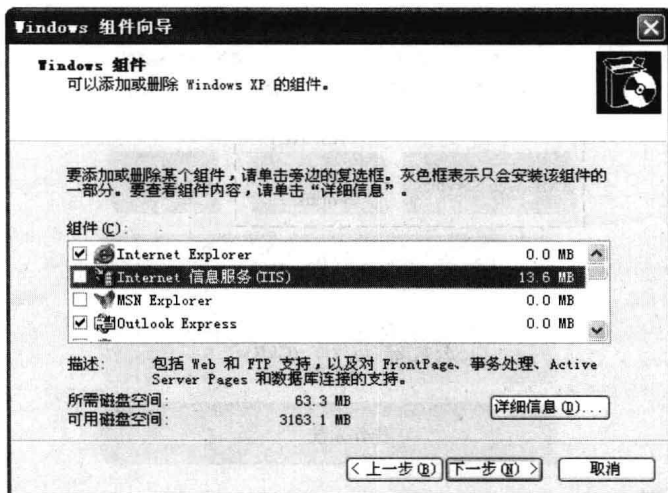 Windows 组件向导
Windows 组件
可以添加或删除 Windows XP 的组件。
要添加或删除某个组件，请单击旁边的复选框。灰色框表示只会安装该组件的
一部分。要查看组件内容，请单击“详细信息”。
组件(C):
Internet Explorer 0.0 MB
Internet 信息服务(IIS) 13.6 MB
MSN Explorer 0.0 MB
Outlook Express 0.0 MB
描述: 包括 Web 和 FTP 支持，以及对 FrontPage、事务处理、Active
Server Pages 和数据库连接的支持。
所需磁盘空间: 63.3 MB
可用磁盘空间: 3163.1 MB
详细信息(D)...
< 上一步(B) 下一步(N) > 取消